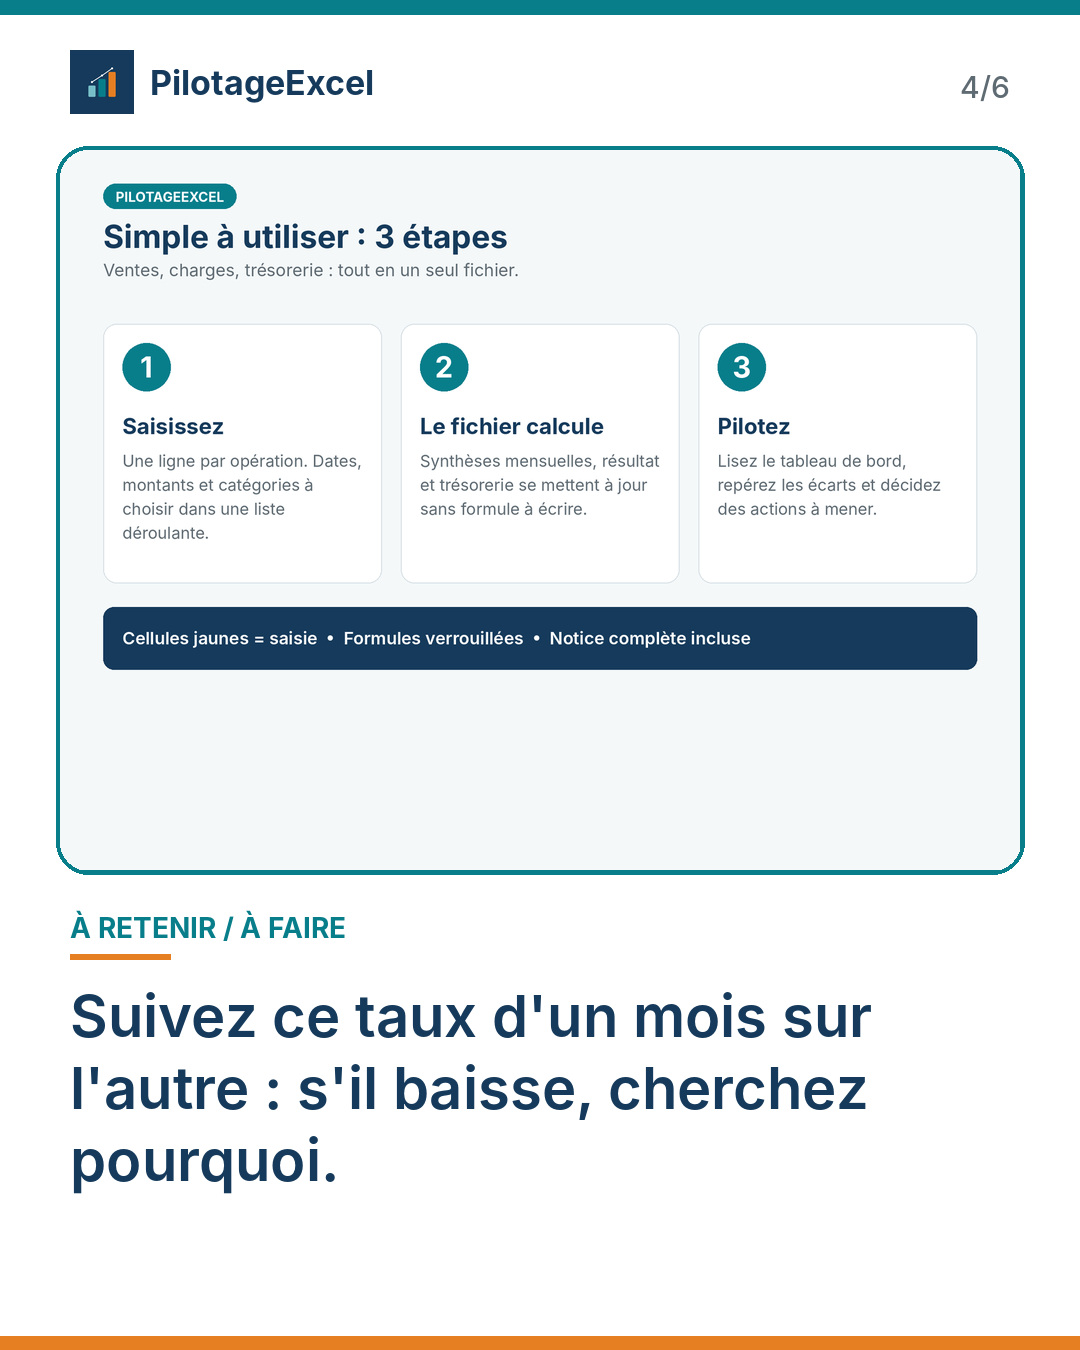 PilotageExcel
4/6
PILOTAGEEXCEL
Simple à utiliser : 3 étapes
Ventes, charges, trésorerie : tout en un seul fichier.
1
Saisissez
Une ligne par opération. Dates,
montants et catégories à
choisir dans une liste
déroulante.
2
Le fichier calcule
Synthèses mensuelles, résultat
et trésorerie se mettent à jour
sans formule à écrire.
3
Pilotez
Lisez le tableau de bord,
repérez les écarts et décidez
des actions à mener.
Cellules jaunes = saisie • Formules verrouillées • Notice complète incluse
À RETENIR / À FAIRE
Suivez ce taux d'un mois sur
l'autre : s'il baisse, cherchez
pourquoi.